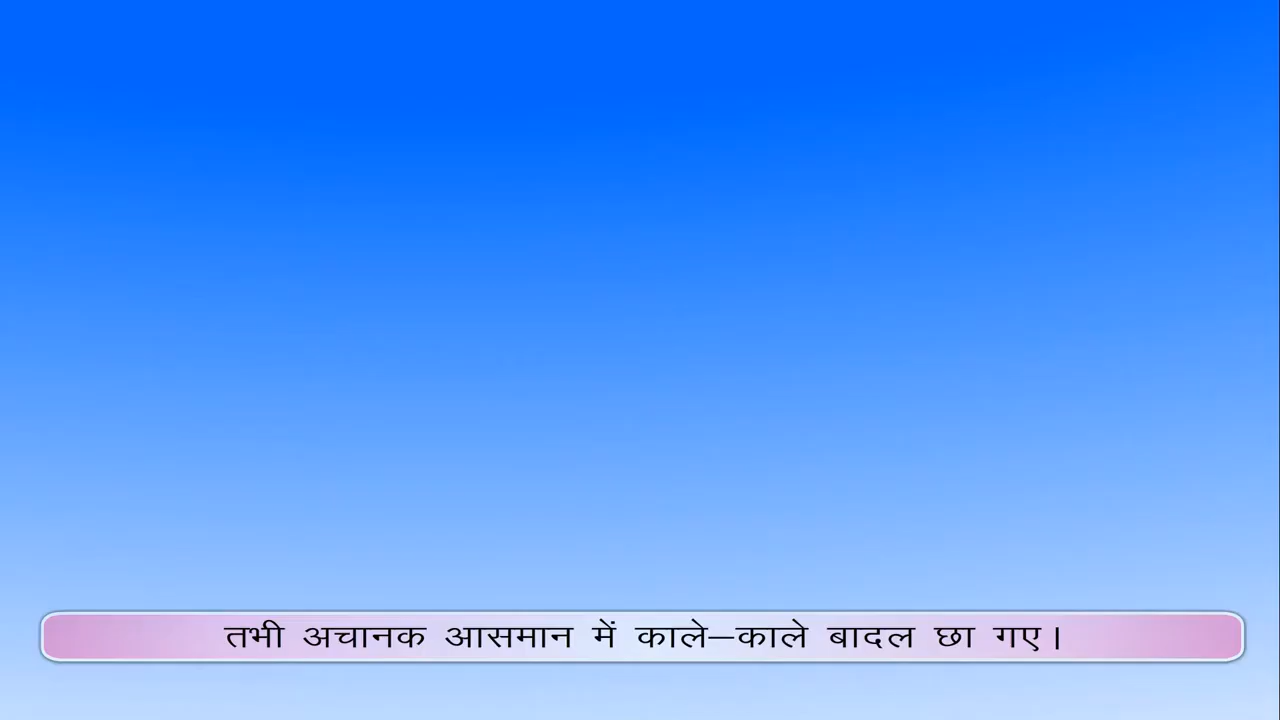 तभी अचानक आसमान में काले–काले बादल छा गए।